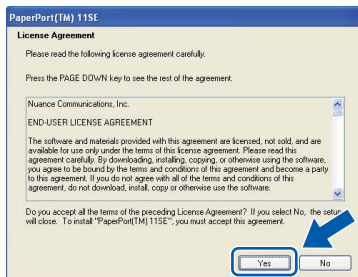 PaperPort(TM) 11SE
License Agreement
Please read the following license agreement carefully.
Press the PAGE DOWN key to see the rest of the agreement.
Nuance Communications, Inc.
END-USER LICENSE AGREEMENT
The software and materials provided with this agreement are licensed, not sold, and are
available for use only under the terms of this license agreement. Please read this
agreement carefully. By downloading, installing, copying, or otherwise using the software,
you agree to be bound by the terms and conditions of this agreement and become a party
to this agreement. If you do not agree with all of the terms and conditions of this
agreement, do not download, install, copy or otherwise use the software.
Do you accept all the terms of the preceding License Agreement? If you select No, the setup
will close. To install "PaperPort(TM) 11SE", you must accept this agreement.
Yes
No